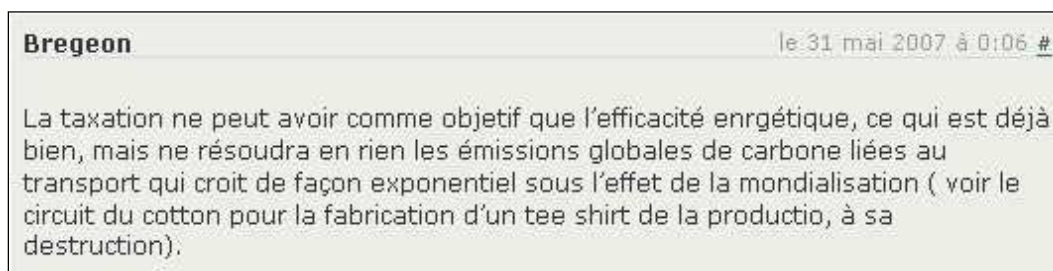 Bregeon le 31 mai 2007 à 0:06 #
La taxation ne peut avoir comme objetif que l'efficacité enrgétique, ce qui est déjà
bien, mais ne résoudra en rien les émissions globales de carbone liées au
transport qui croit de façon exponentiel sous l'effet de la mondialisation ( voir le
circuit du cotton pour la fabrication d'un tee shirt de la productio, à sa
destruction).